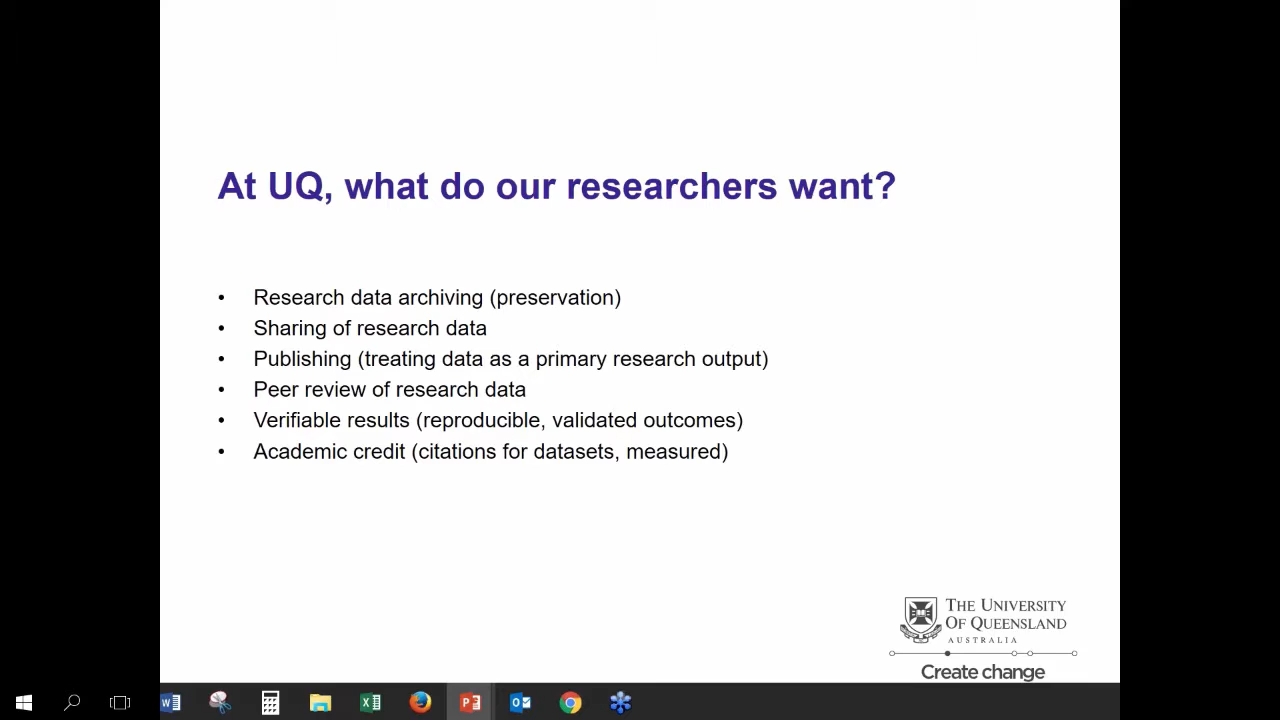 At UQ, what do our researchers want?
• Research data archiving (preservation)
• Sharing of research data
• Publishing (treating data as a primary research output)
• Peer review of research data
• Verifiable results (reproducible, validated outcomes)
• Academic credit (citations for datasets, measured)
THE UNIVERSITY
OF QUEENSLAND
AUSTRALIA
Create change